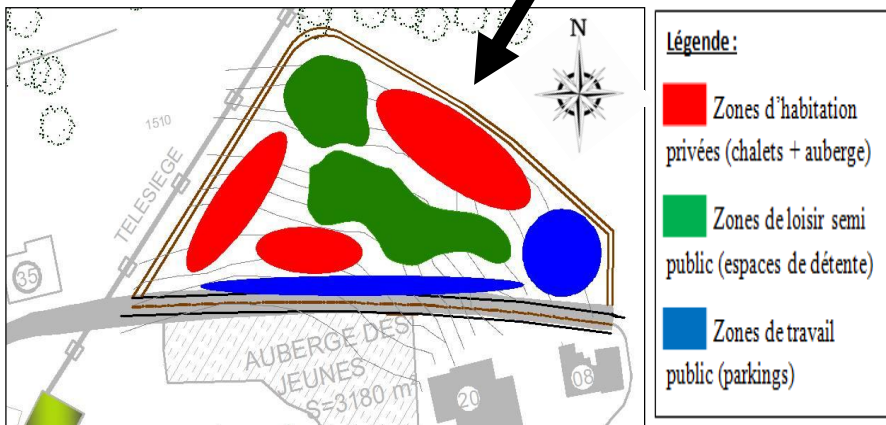 N
1510
TELESIEGE
35
AUBERGE DES
JEUNES
S=3180 m²
20
08
Légende :
Zones d'habitation
privées (chalets + auberge)
Zones de loisir semi
public (espaces de détente)
Zones de travail
public (parkings)